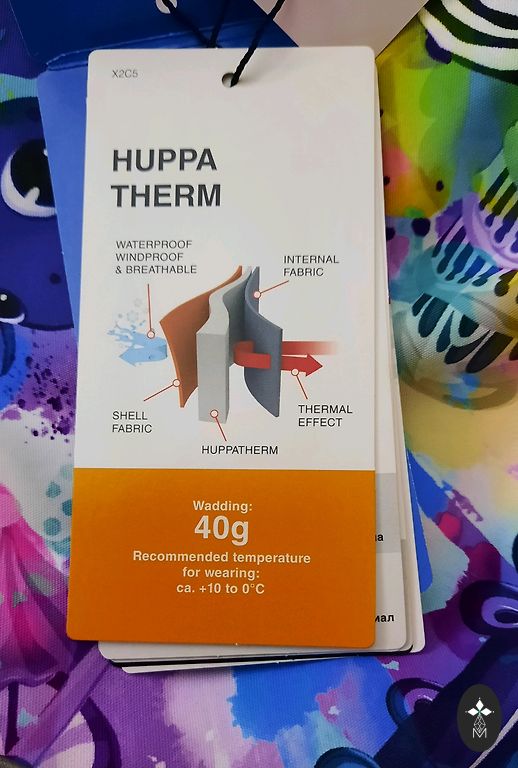 X2C5
HUPPA
THERM
WATERPROOF
WINDPROOF
& BREATHABLE
INTERNAL
FABRIC
SHELL
FABRIC
THERMAL
EFFECT
HUPPATHERM
Wadding:
40g
Recommended temperature
for wearing:
ca. +10 to 0°C